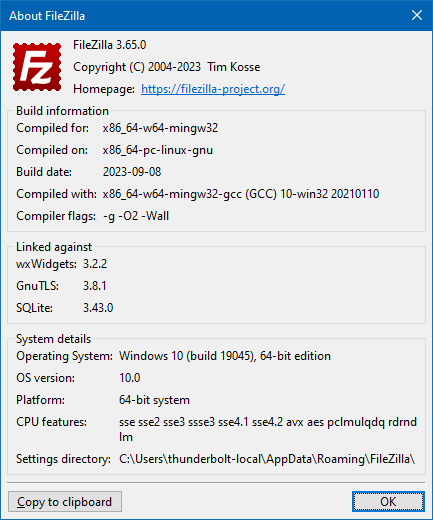 About FileZilla
FileZilla 3.65.0
Copyright (C) 2004-2023  Tim Kosse
Homepage: https://filezilla-project.org/
Build information
Compiled for: x86_64-w64-mingw32
Compiled on: x86_64-pc-linux-gnu
Build date: 2023-09-08
Compiled with: x86_64-w64-mingw32-gcc (GCC) 10-win32 20210110
Compiler flags: -g -O2 -Wall
Linked against
wxWidgets: 3.2.2
GnuTLS: 3.8.1
SQLite: 3.43.0
System details
Operating System: Windows 10 (build 19045), 64-bit edition
OS version: 10.0
Platform: 64-bit system
CPU features: sse sse2 sse3 ssse3 sse4.1 sse4.2 avx aes pclmulqdq rdrnd
lm
Settings directory: C:\Users\thunderbolt-local\AppData\Roaming\FileZilla\
Copy to clipboard
OK